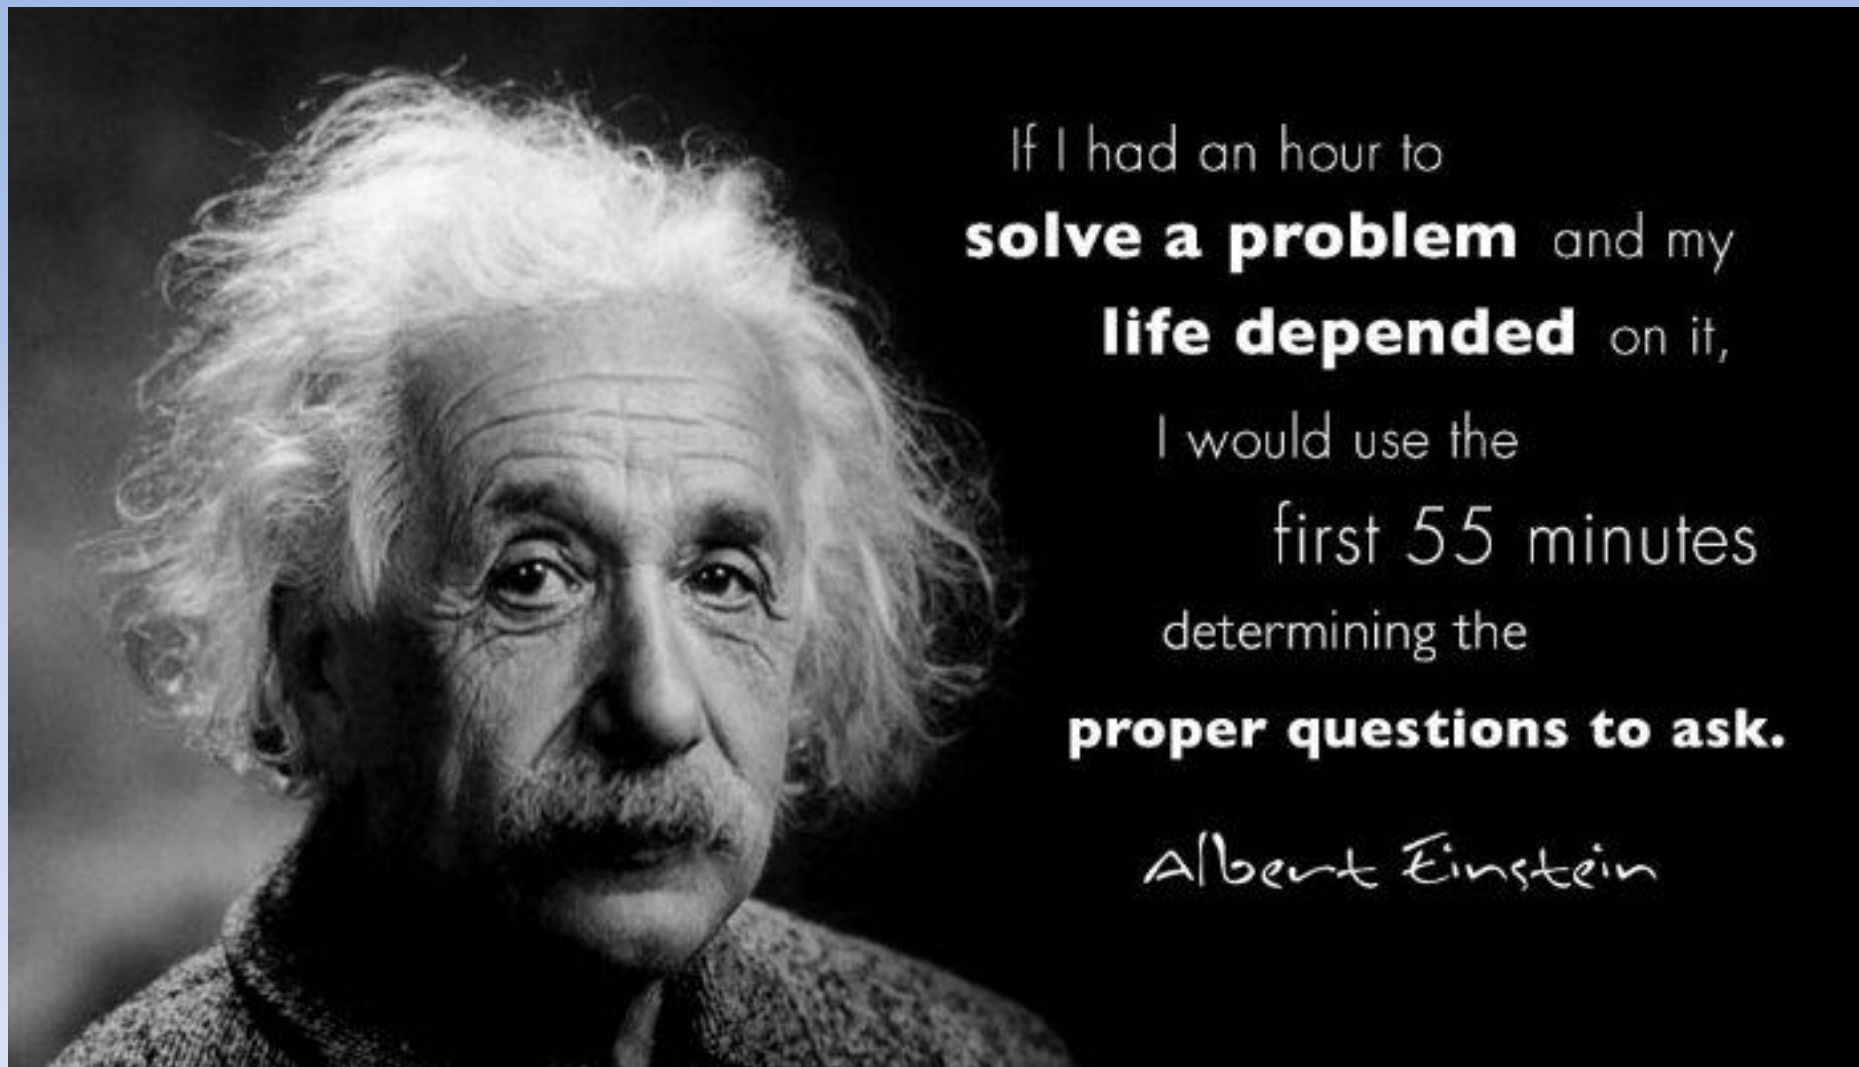 If I had an hour to
solve a problem and my
life depended on it,
I would use the
first 55 minutes
determining the
proper questions to ask.
Albert Einstein